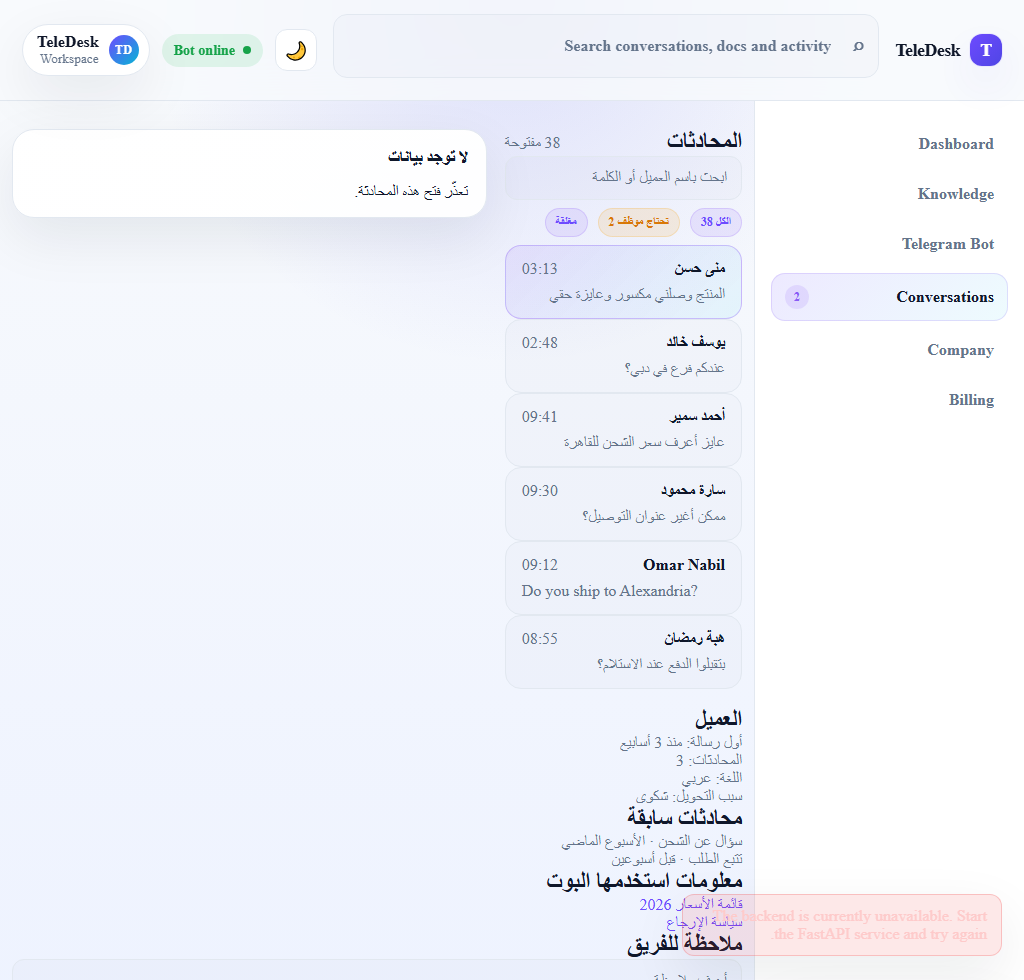 T
TeleDesk
Search conversations, docs and activity
Bot online
TD
TeleDesk
Workspace
Dashboard
Knowledge
Telegram Bot
Conversations
2
Company
Billing
المحادثات
38 مفتوحة
ابحث باسم العميل أو الكلمة
الكل 38
تحتاج موظف 2
مغلقة
منى حسن
03:13
المنتج وصلني مكسور وعايزة حقي
يوسف خالد
02:48
عندكم فرع في دبي؟
أحمد سمير
09:41
عايز أعرف سعر الشحن للقاهرة
سارة محمود
09:30
ممكن أغير عنوان التوصيل؟
Omar Nabil
09:12
Do you ship to Alexandria?
هبة رمضان
08:55
بتقبلوا الدفع عند الاستلام؟
لا توجد بيانات
تعذّر فتح هذه المحادثة.
العميل
أول رسالة: منذ 3 أسابيع
المحادثات: 3
اللغة: عربي
سبب التحويل: شكوى
محادثات سابقة
سؤال عن الشحن · الأسبوع الماضي
تتبع الطلب · قبل أسبوعين
معلومات استخدمها البوت
قائمة الأسعار 2026
سياسة الإرجاع
ملاحظة للفريق
The backend is currently unavailable. Start
the FastAPI service and try again.